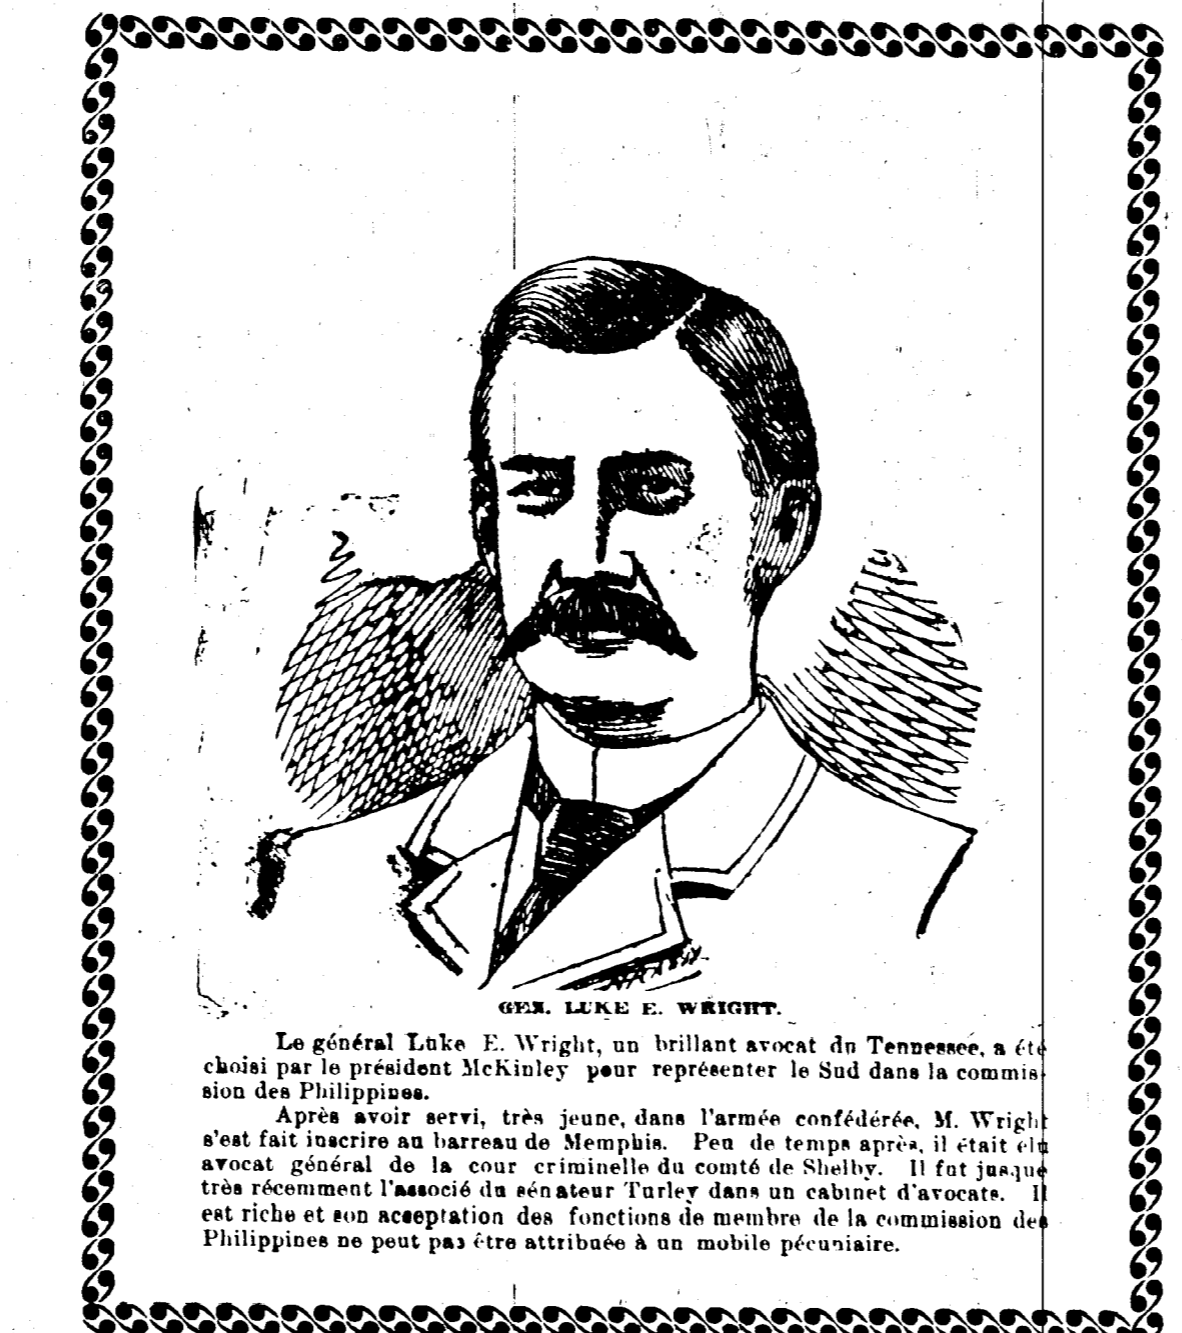 GEN. LUKE E. WRIGHT.
Le général Luke E. Wright, un brillant avocat du Tennessee, a été
choisi par le président McKinley pour représenter le Sud dans la commis-
sion des Philippines.
Après avoir servi, très jeune, dans l'armée confédérée, M. Wright
s'est fait inscrire au barreau de Memphis. Peu de temps après, il était élu
avocat général de la cour criminelle du comté de Shelby. Il fut jusque
très récemment l'associé du sénateur Turley dans un cabinet d'avocats. Il
est riche et son acceptation des fonctions de membre de la commission des
Philippines ne peut pas être attribuée à un mobile pécuniaire.